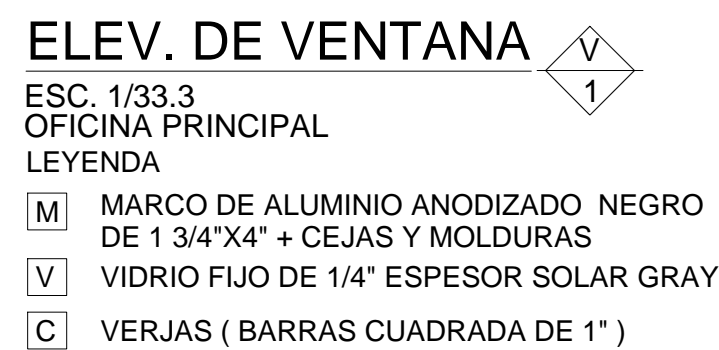 ELEV. DE VENTANA V 1
ESC. 1/33.3
OFICINA PRINCIPAL
LEYENDA
M MARCO DE ALUMINIO ANODIZADO NEGRO
DE 1 3/4"X4" + CEJAS Y MOLDURAS
V VIDRIO FIJO DE 1/4" ESPESOR SOLAR GRAY
C VERJAS ( BARRAS CUADRADA DE 1" )